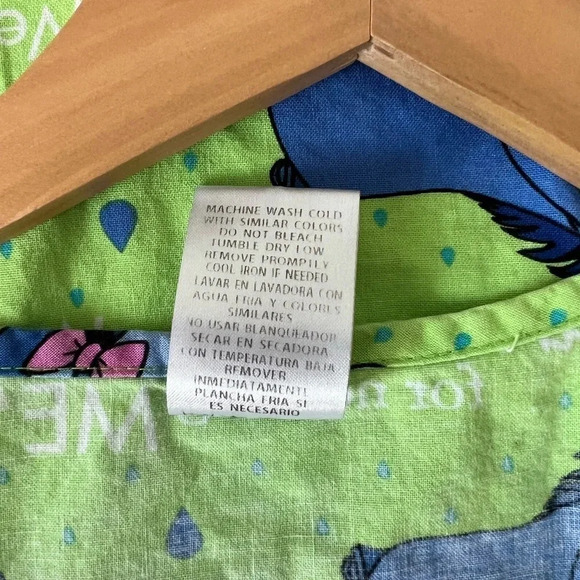 MACHINE WASH COLD
WITH SIMILAR COLORS
DO NOT BLEACH
TUMBLE DRY LOW
REMOVE PROMPTLY
COOL IRON IF NEEDED
LAVAR EN LAVADORA CON
AGUA FRIA Y COLORES
SIMILARES
NO USAR BLANQUEADOR
SECAR EN SECADORA
CON TEMPERATURA BAJA
REMOVER
INMEDIATAMENTE
PLANCHA FRIA SI
ES NECESARIO
for